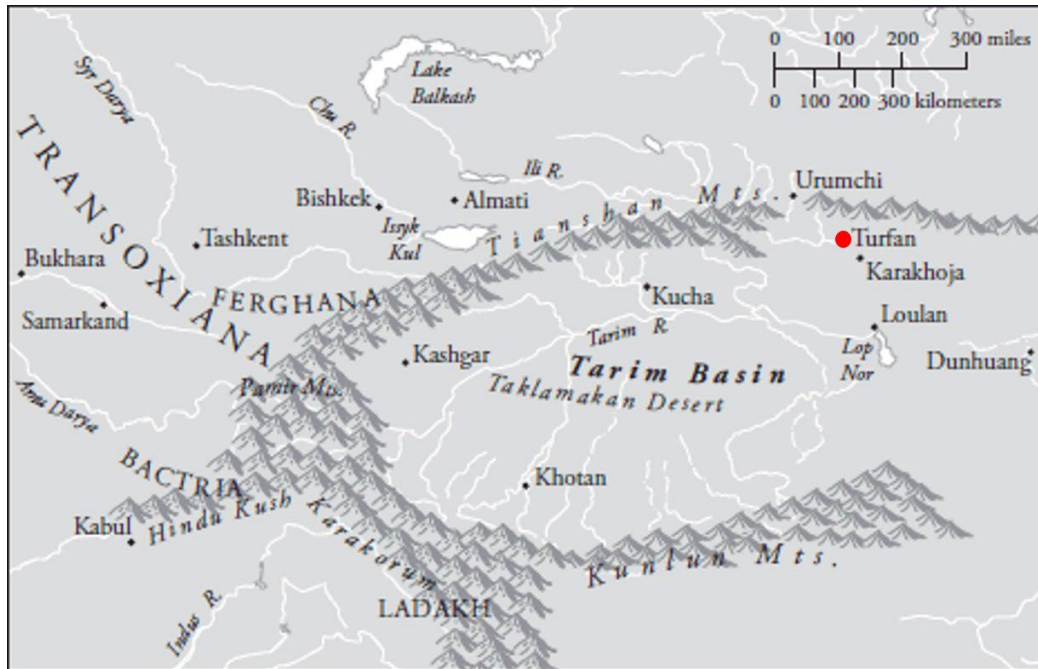 0 100 200 300 miles
0 100 200 300 kilometers
Lake
Balkash
Syr Darya
Chu R.
TRANSOXIANA
Ili R.
Urumchi
Bishkek
Almati
Tianshan Mts.
Issyk
Kul
Turfan
Tashkent
Karakhoja
Bukhara
FERGHANA
Kucha
Samarkand
Loulan
Tarim R.
Lop
Nor
Dunhuang
Kashgar
Tarim Basin
Pamir Mts.
Taklamakan Desert
Amu Darya
BACTRIA
Khotan
Kabul
Hindu Kush
Karakorum
Kunlun Mts.
LADAKH
Indus R.